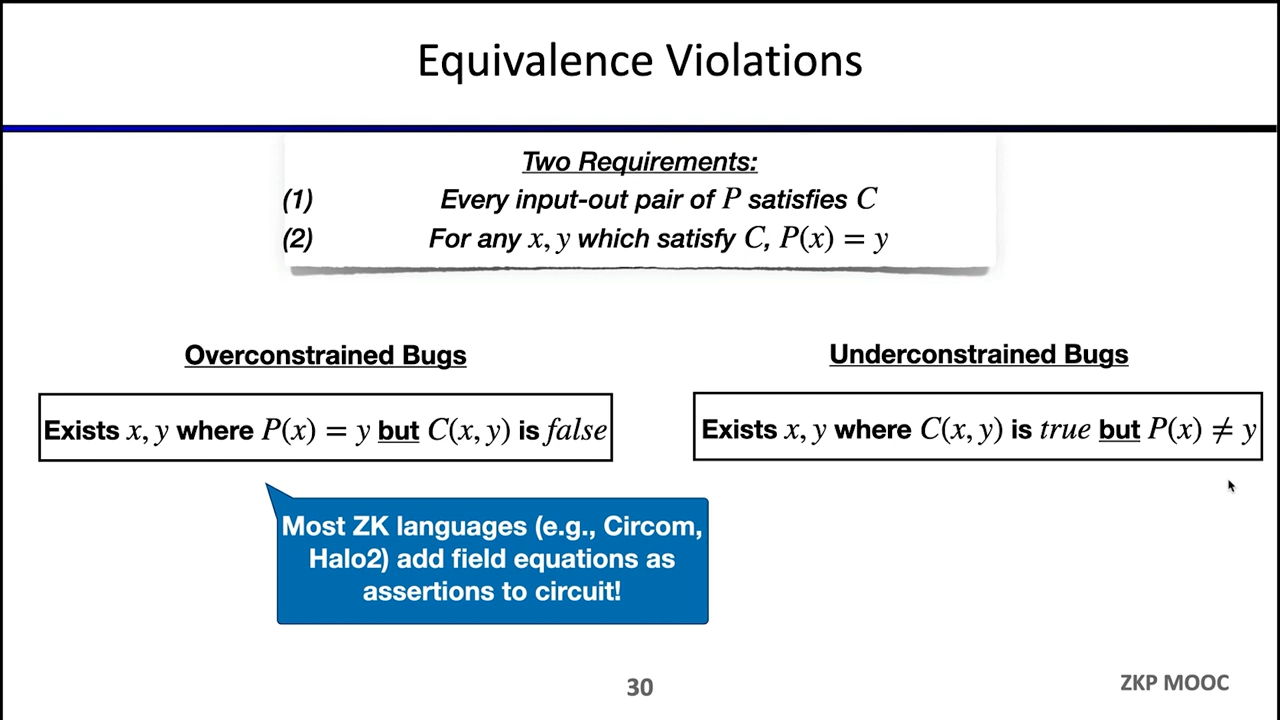 Equivalence Violations
Two Requirements:
(1) Every input-out pair of P satisfies C
(2) For any x, y which satisfy C, P(x) = y
Overconstrained Bugs
Underconstrained Bugs
Exists x, y where P(x) = y but C(x, y) is false
Exists x, y where C(x, y) is true but P(x) ≠ y
Most ZK languages (e.g., Circom,
Halo2) add field equations as
assertions to circuit!
30
ZKP MOOC